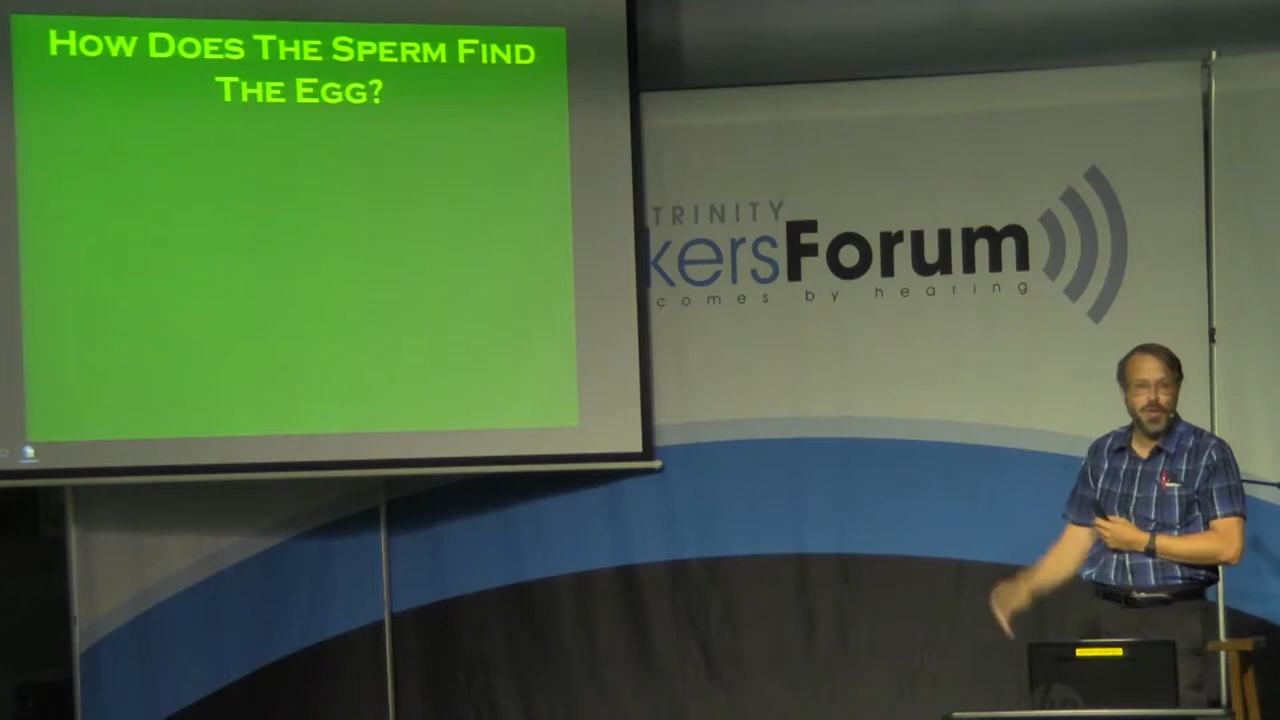 HOW DOES THE SPERM FIND
THE EGG?
TRINITY
kersForum
comes by hearing